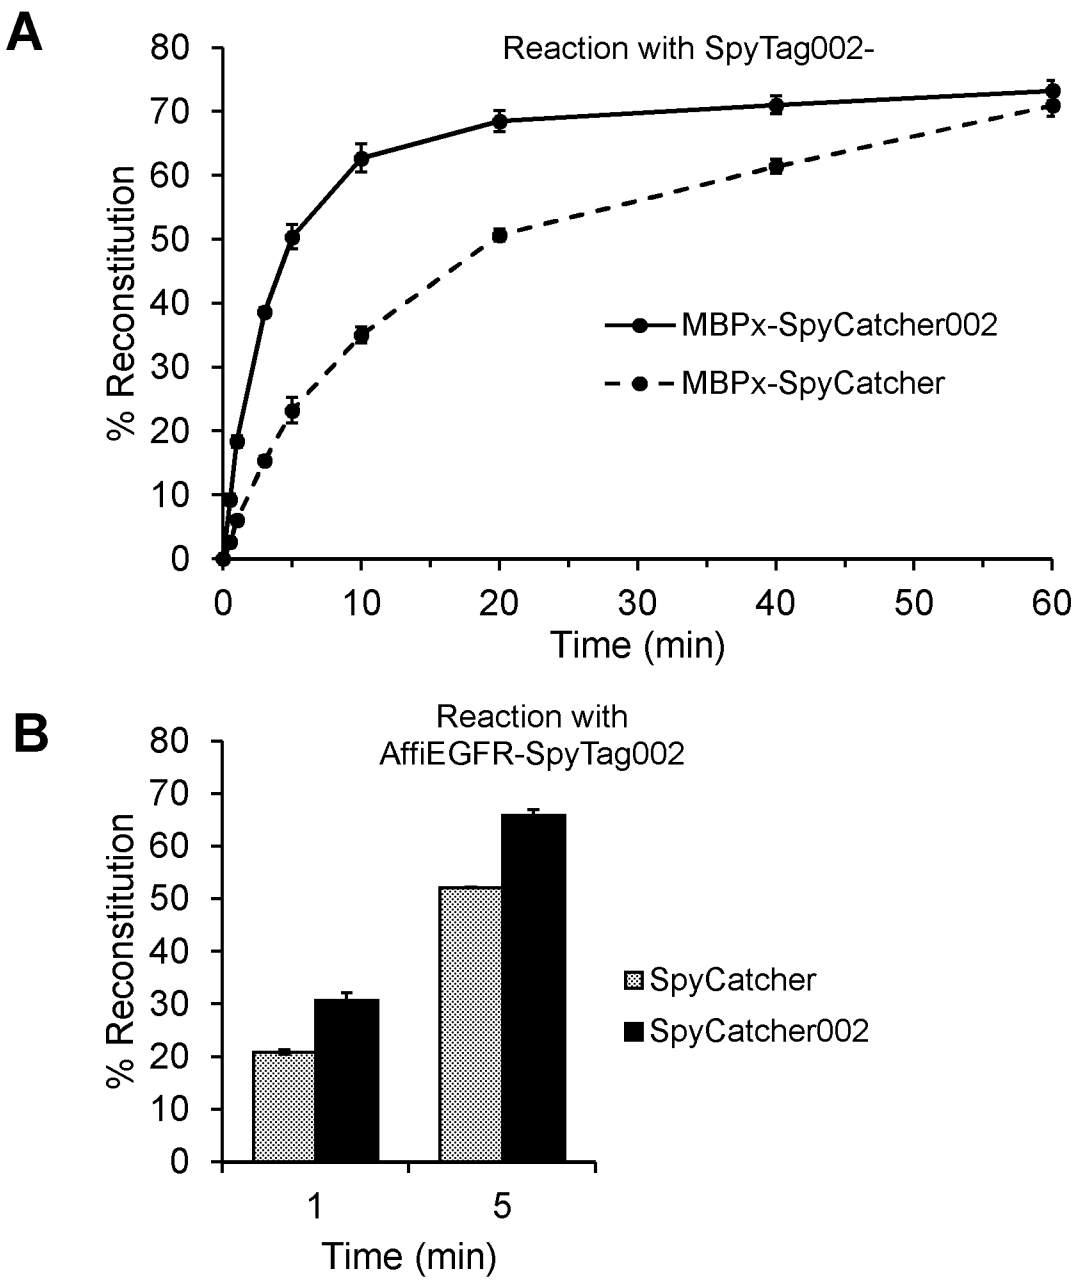 A
Reaction with SpyTag002-
80
70
60
50
40
30
20
10
0
% Reconstitution
MBPx-SpyCatcher002
MBPx-SpyCatcher
0 10 20 30 40 50 60
Time (min)
B
Reaction with
AffiEGFR-SpyTag002
80
70
60
50
40
30
20
10
0
% Reconstitution
SpyCatcher
SpyCatcher002
1 5
Time (min)